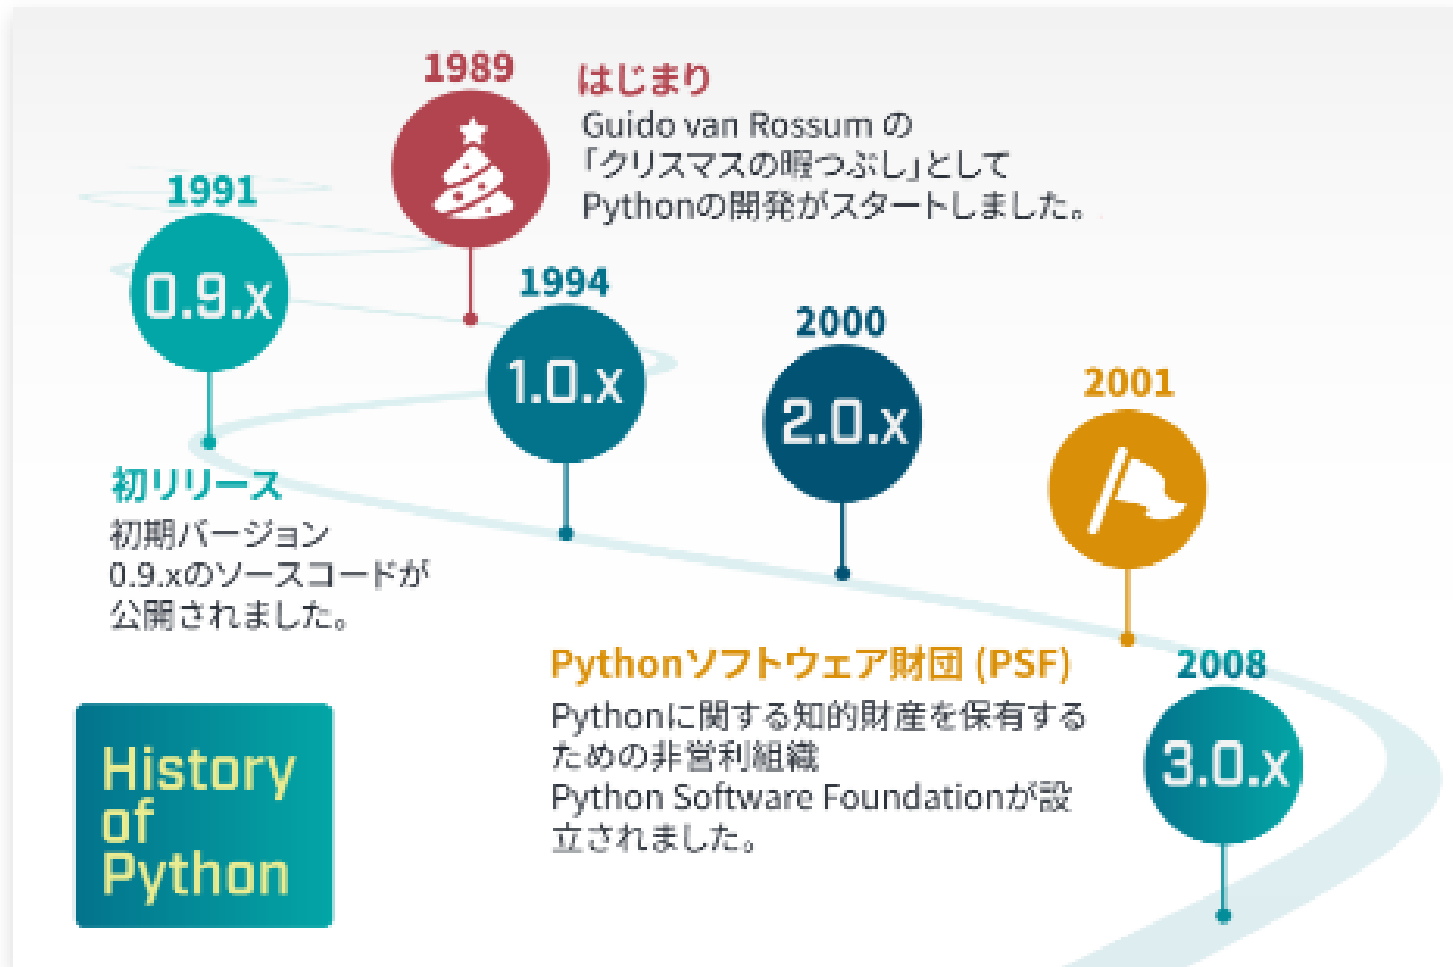 1989
はじまり
Guido van Rossum の
「クリスマスの暇つぶし」として
Pythonの開発がスタートしました。
1991
0.9.x
初リリース
初期バージョン
0.9.xのソースコードが
公開されました。
1994
1.0.x
2000
2.0.x
2001
Pythonソフトウェア財団 (PSF)
Pythonに関する知的財産を保有する
ための非営利組織
Python Software Foundationが設
立されました。
2008
3.0.x
History
of
Python